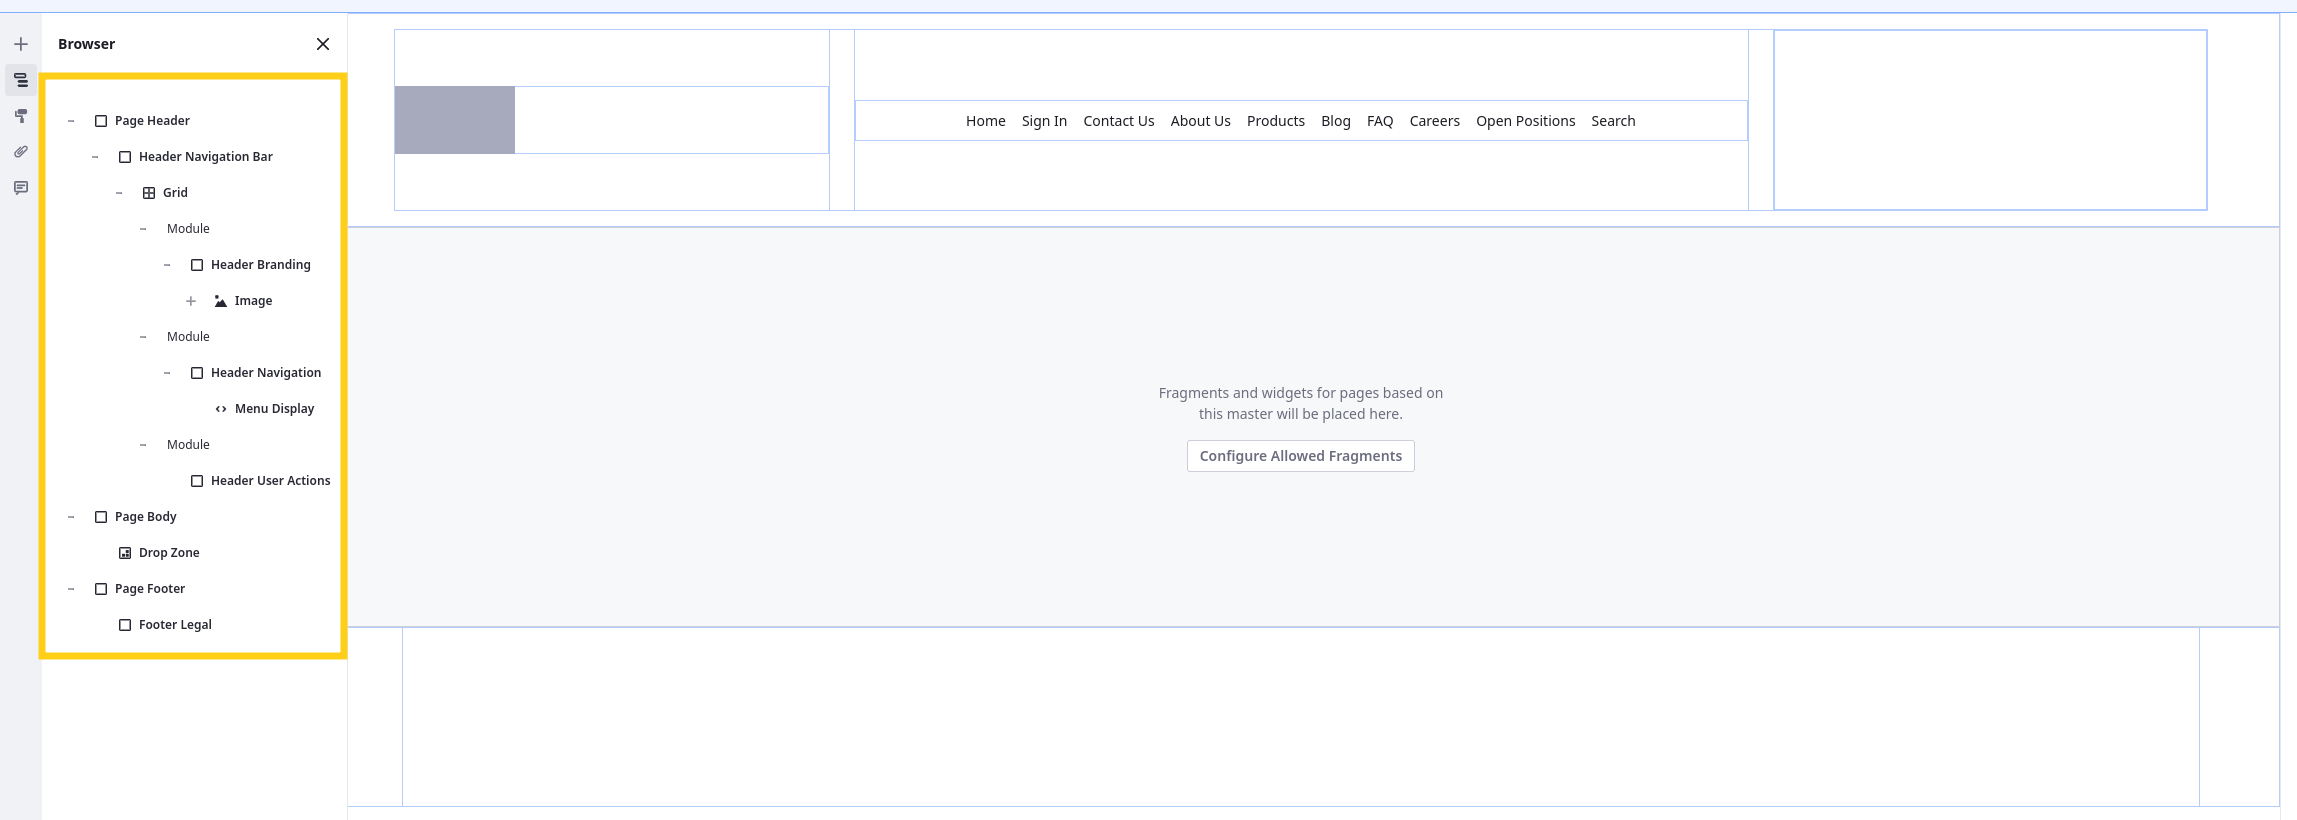 Browser
Page Header
Header Navigation Bar
Grid
Module
Header Branding
Image
Module
Header Navigation
Menu Display
Module
Header User Actions
Page Body
Drop Zone
Page Footer
Footer Legal
Home Sign In Contact Us About Us Products Blog FAQ Careers Open Positions Search
Fragments and widgets for pages based on
this master will be placed here.
Configure Allowed Fragments